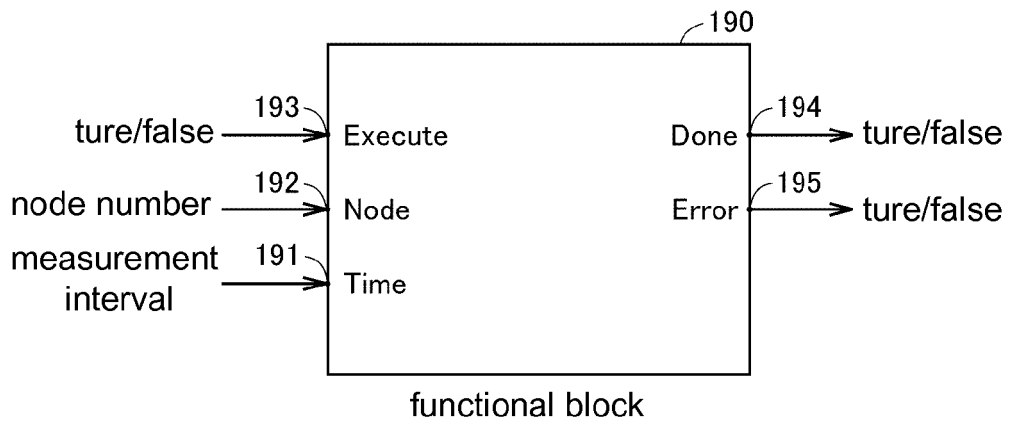 190
193
ture/false
Execute
Done
194
ture/false
192
node number
Node
Error
195
ture/false
191
measurement
interval
Time
functional block